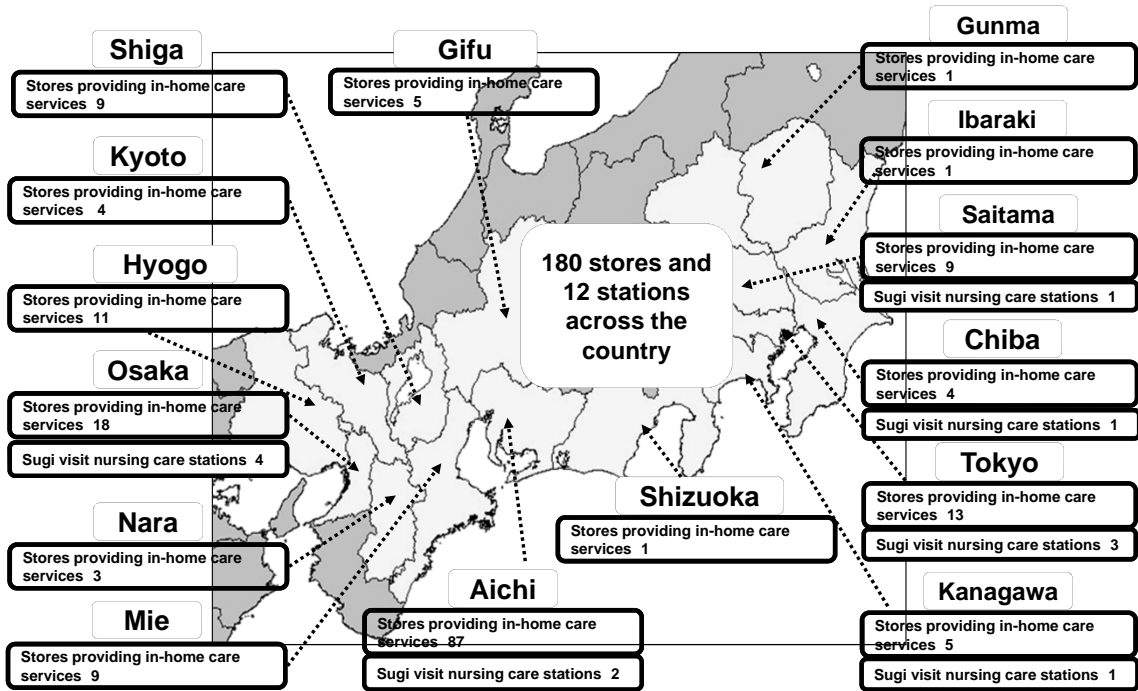 Shiga
Stores providing in-home care
services 9
Kyoto
Stores providing in-home care
services 4
Hyogo
Stores providing in-home care
services 11
Osaka
Stores providing in-home care
services 18
Sugi visit nursing care stations 4
Nara
Stores providing in-home care
services 3
Mie
Stores providing in-home care
services 9
Gifu
Stores providing in-home care
services 5
180 stores and
12 stations
across the
country
Aichi
Stores providing in-home care
services 87
Sugi visit nursing care stations 2
Shizuoka
Stores providing in-home care
services 1
Gunma
Stores providing in-home care
services 1
Ibaraki
Stores providing in-home care
services 1
Saitama
Stores providing in-home care
services 9
Sugi visit nursing care stations 1
Chiba
Stores providing in-home care
services 4
Sugi visit nursing care stations 1
Tokyo
Stores providing in-home care
services 13
Sugi visit nursing care stations 3
Kanagawa
Stores providing in-home care
services 5
Sugi visit nursing care stations 1